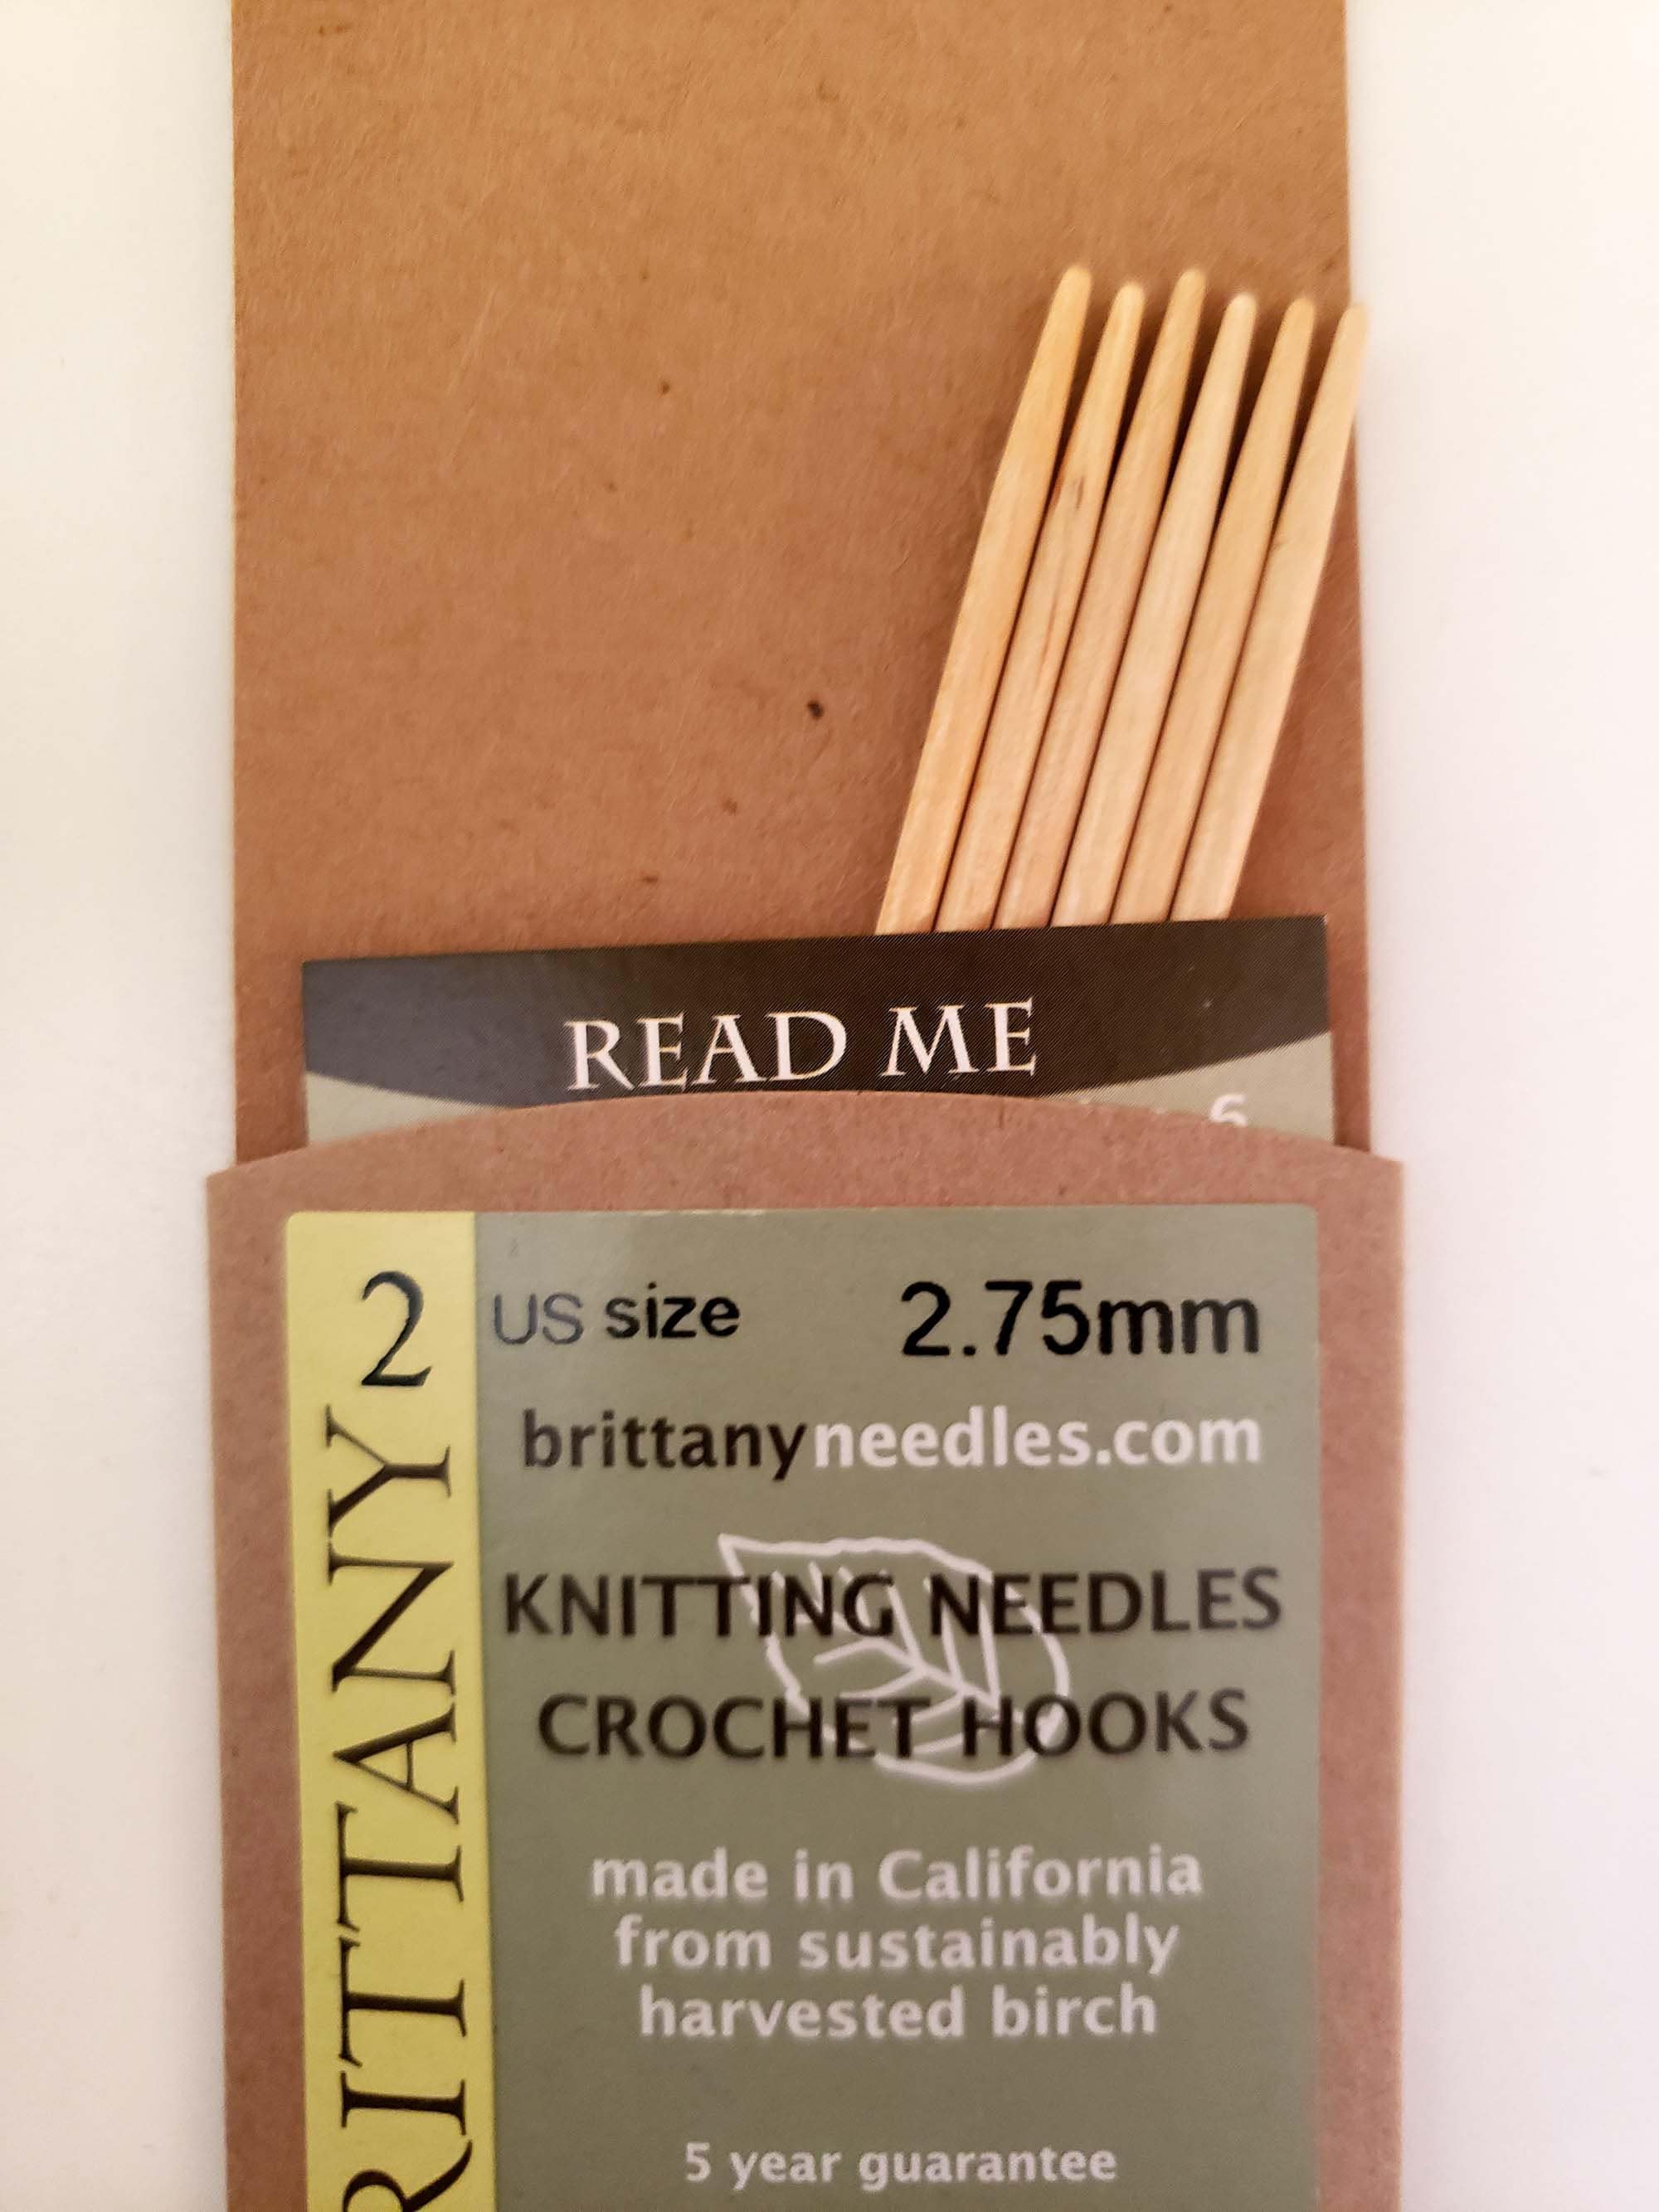 READ ME
2 US size 2.75mm
brittanyneedles.com
KNITTING NEEDLES
CROCHET HOOKS
made in California
from sustainably
harvested birch
5 year guarantee
RITTANY